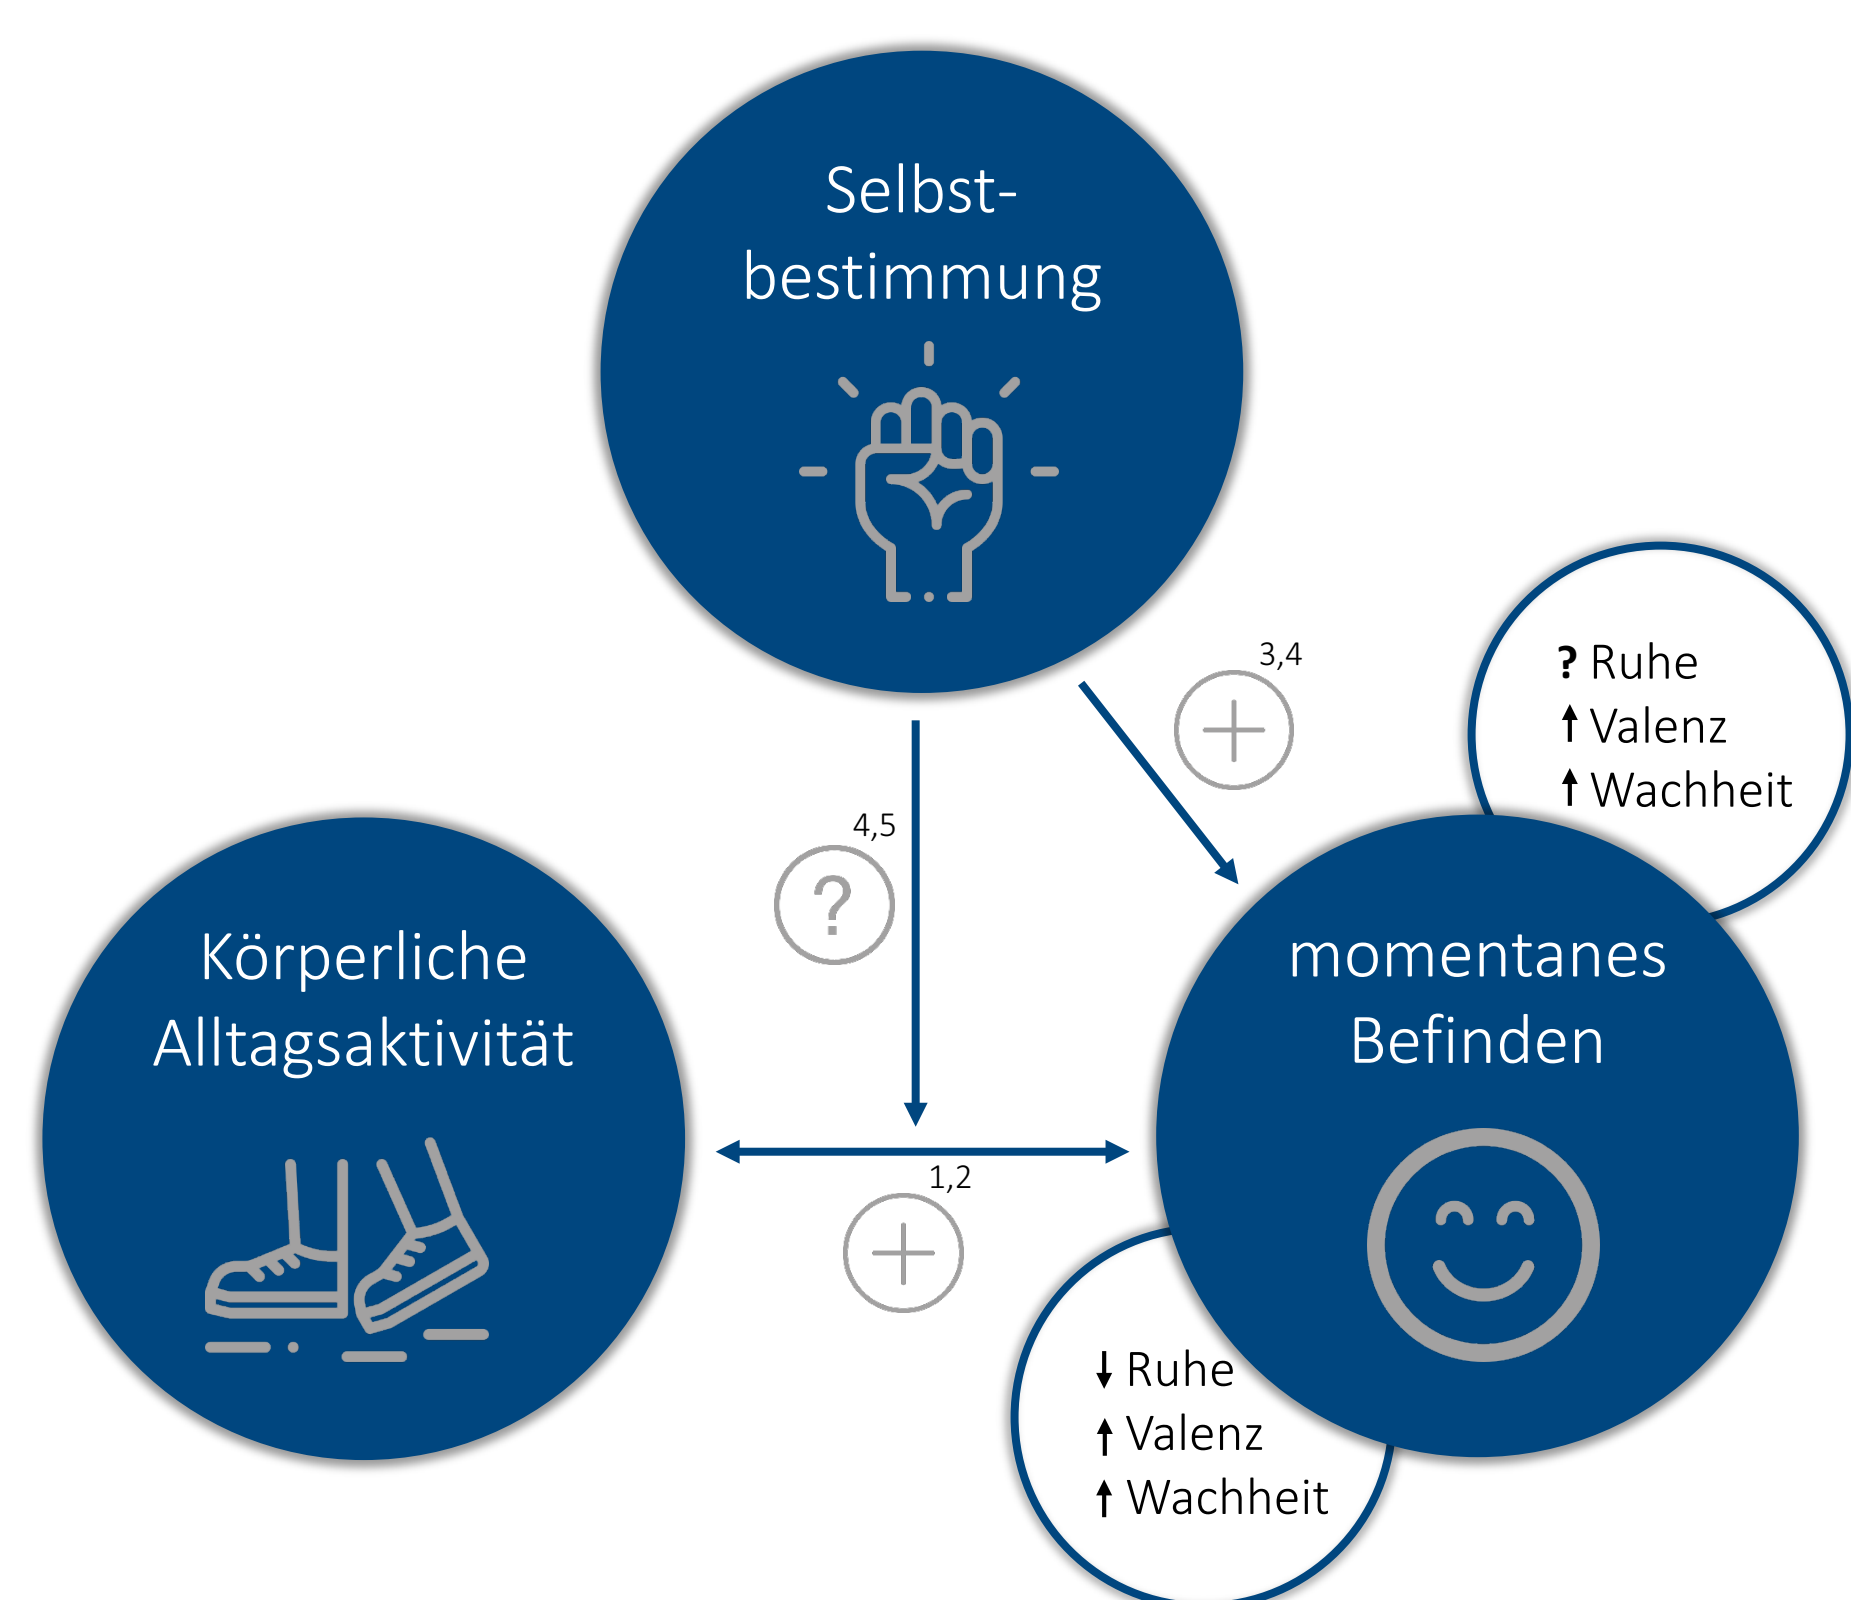 Selbst-
bestimmung
3,4
? Ruhe
↑ Valenz
↑ Wachheit
4,5
?
Körperliche
Alltagsaktivität
momentanes
Befinden
1,2
↓ Ruhe
↑ Valenz
↑ Wachheit